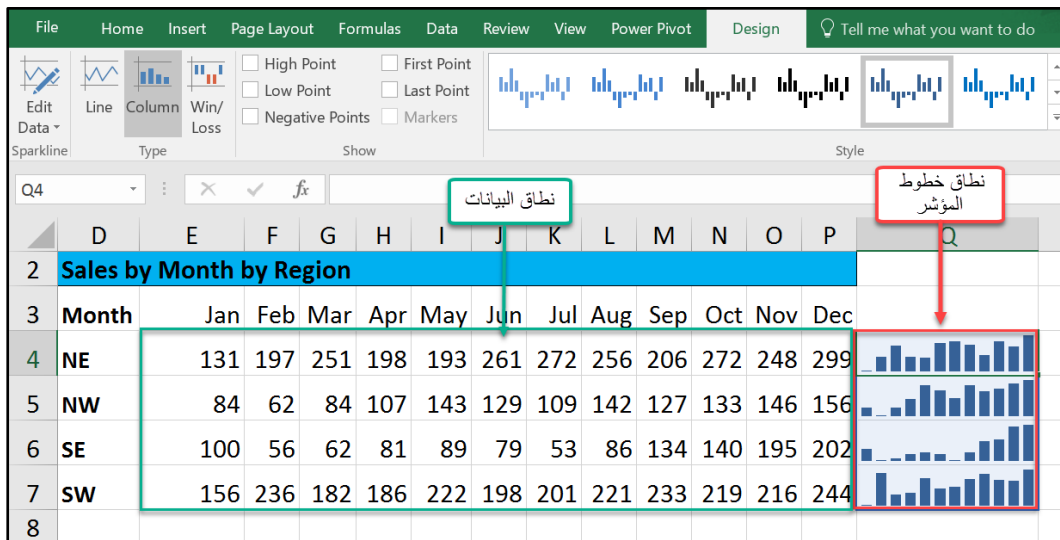 File Home Insert Page Layout Formulas Data Review View Power Pivot Design Tell me what you want to do
Edit Data
Line
Column
Win/
Loss
High Point
Low Point
Negative Points
First Point
Last Point
Markers
Sparkline Type Show Style
Q4 fx
نطاق البيانات
نطاق خطوط
المؤشر
D E F G H I J K L M N O P Q
2 Sales by Month by Region
3 Month Jan Feb Mar Apr May Jun Jul Aug Sep Oct Nov Dec
4 NE 131 197 251 198 193 261 272 256 206 272 248 299
5 NW 84 62 84 107 143 129 109 142 127 133 146 156
6 SE 100 56 62 81 89 79 53 86 134 140 195 202
7 SW 156 236 182 186 222 198 201 221 233 219 216 244
8